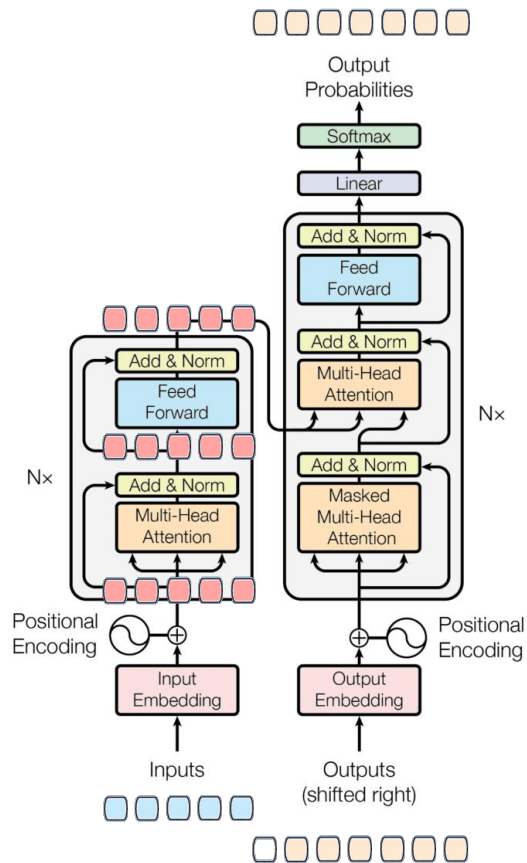 Output
Probabilities
Softmax
Linear
Add & Norm
Feed
Forward
Add & Norm
Multi-Head
Attention
Add & Norm
Masked
Multi-Head
Attention
N×
Add & Norm
Feed
Forward
N×
Add & Norm
Multi-Head
Attention
Positional
Encoding
Positional
Encoding
Input
Embedding
Output
Embedding
Inputs
Outputs
(shifted right)